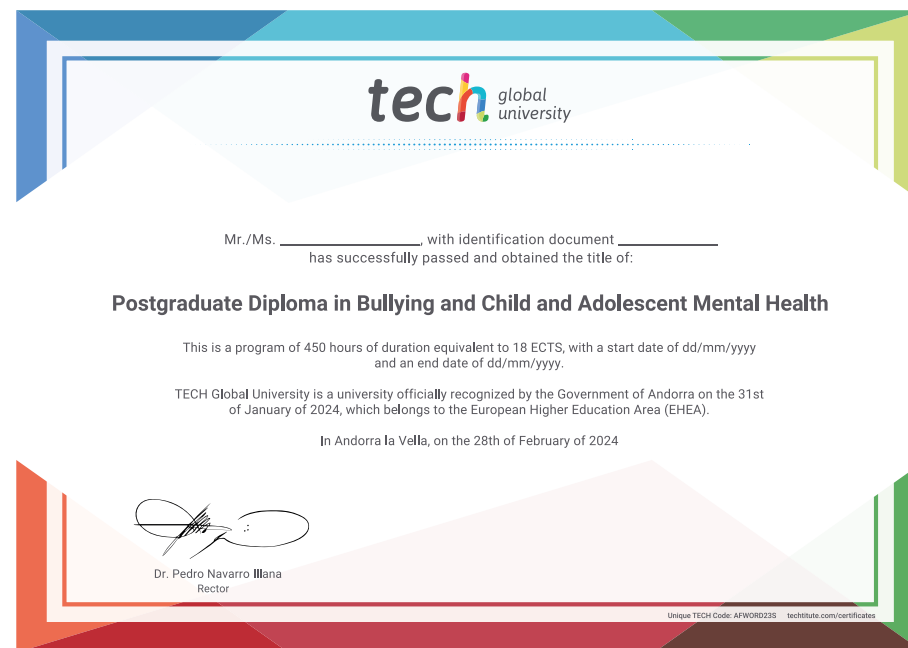 tech global university
Mr./Ms. ____________________, with identification document ______________
has successfully passed and obtained the title of:
Postgraduate Diploma in Bullying and Child and Adolescent Mental Health
This is a program of 450 hours of duration equivalent to 18 ECTS, with a start date of dd/mm/yyyy
and an end date of dd/mm/yyyy.
TECH Global University is a university officially recognized by the Government of Andorra on the 31st
of January of 2024, which belongs to the European Higher Education Area (EHEA).
In Andorra la Vella, on the 28th of February of 2024
Dr. Pedro Navarro Illana
Rector
Unique TECH Code: AFWORD23S techtitute.com/certificates